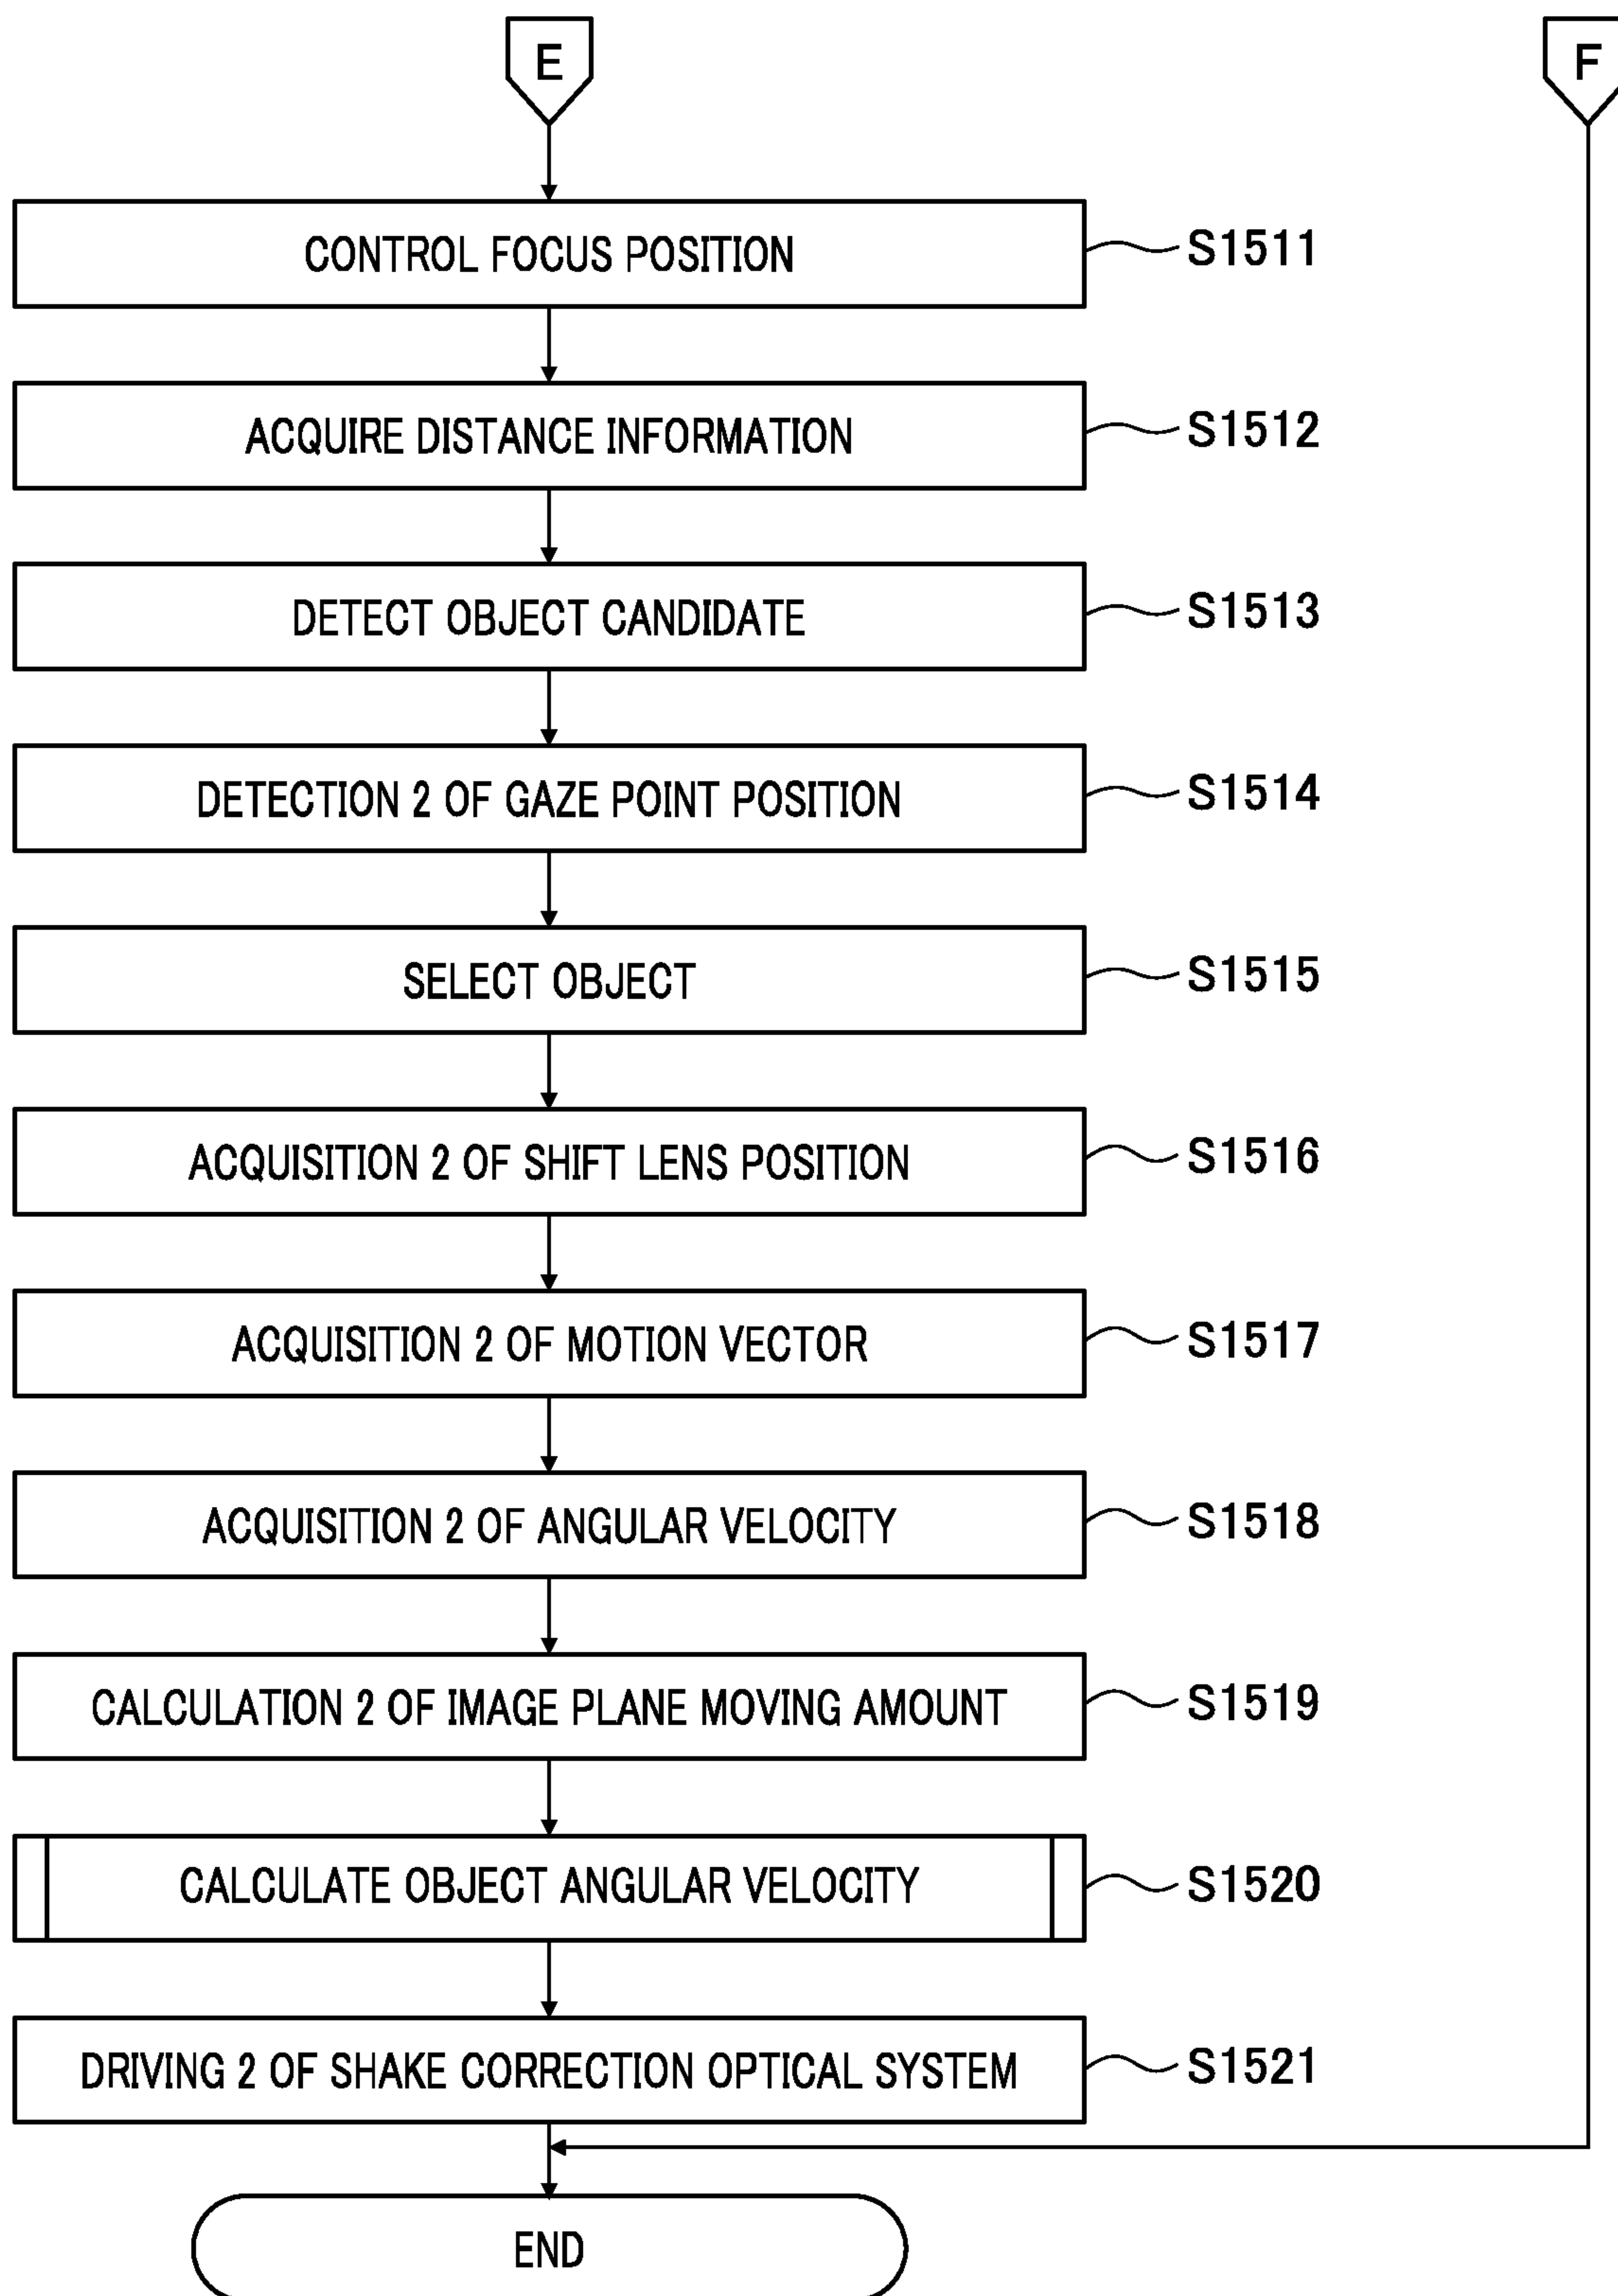 E
F
CONTROL FOCUS POSITION
S1511
ACQUIRE DISTANCE INFORMATION
S1512
DETECT OBJECT CANDIDATE
S1513
DETECTION 2 OF GAZE POINT POSITION
S1514
SELECT OBJECT
S1515
ACQUISITION 2 OF SHIFT LENS POSITION
S1516
ACQUISITION 2 OF MOTION VECTOR
S1517
ACQUISITION 2 OF ANGULAR VELOCITY
S1518
CALCULATION 2 OF IMAGE PLANE MOVING AMOUNT
S1519
CALCULATE OBJECT ANGULAR VELOCITY
S1520
DRIVING 2 OF SHAKE CORRECTION OPTICAL SYSTEM
S1521
END